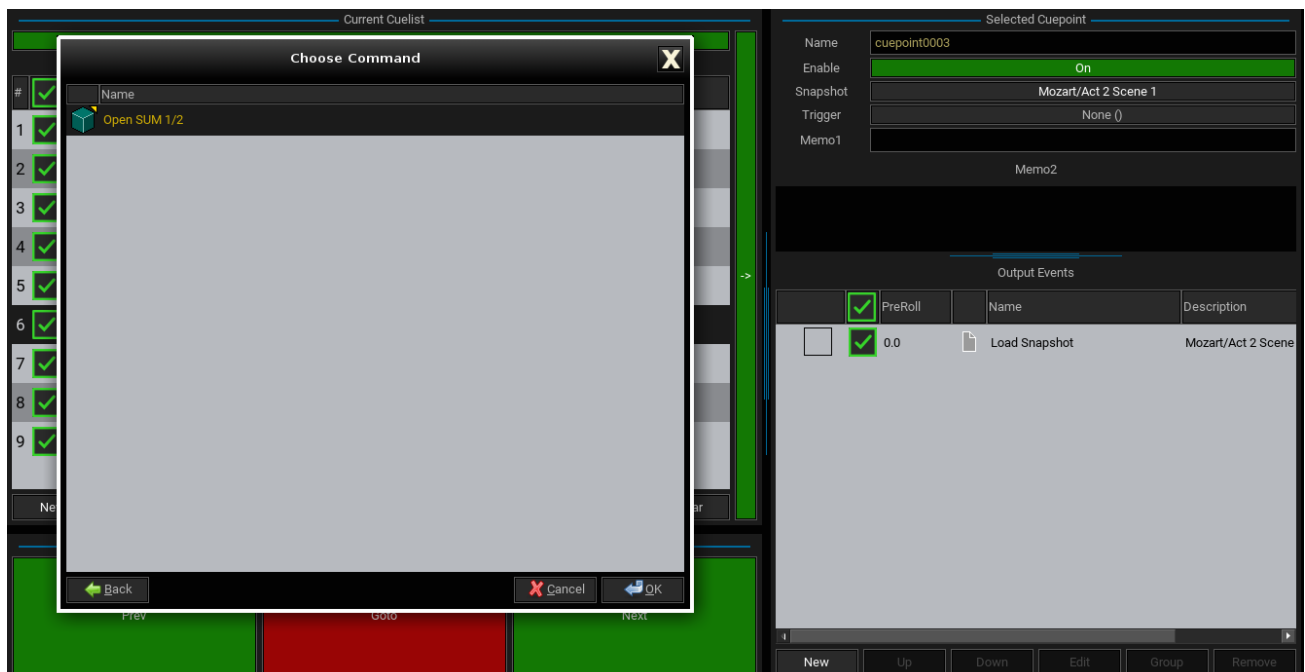 Current Cuelist
Choose Command
X
#
Name
Open SUM 1/2
1
2
3
4
5
6
7
8
9
->
Ne
ar
Back
Cancel
OK
Prev
Goto
Next
Selected Cuepoint
Name
cuepoint0003
Enable
On
Snapshot
Mozart/Act 2 Scene 1
Trigger
None ()
Memo1
Memo2
Output Events
PreRoll
Name
Description
0.0
Load Snapshot
Mozart/Act 2 Scene
New
Up
Down
Edit
Group
Remove